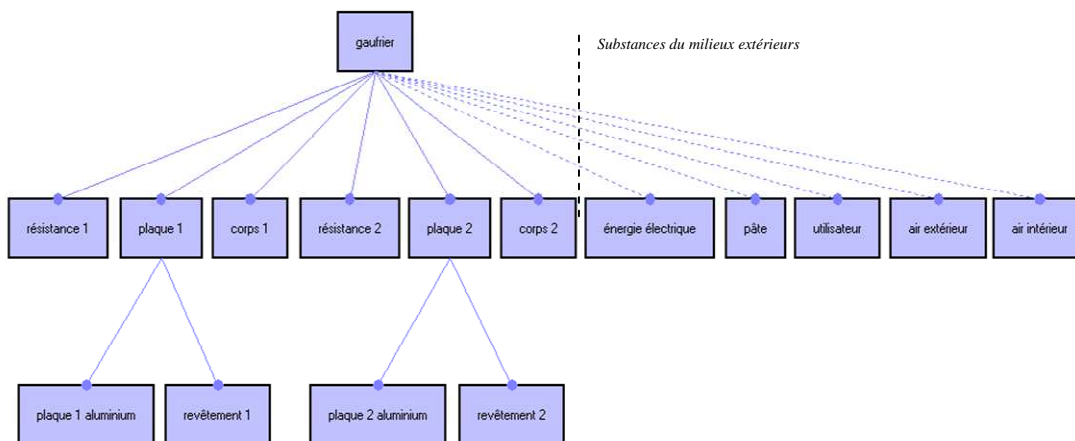 gaufrier
Substances du milieux extérieurs
résistance 1
plaque 1
corps 1
résistance 2
plaque 2
corps 2
énergie électrique
pâte
utilisateur
air extérieur
air intérieur
plaque 1 aluminium
revêtement 1
plaque 2 aluminium
revêtement 2